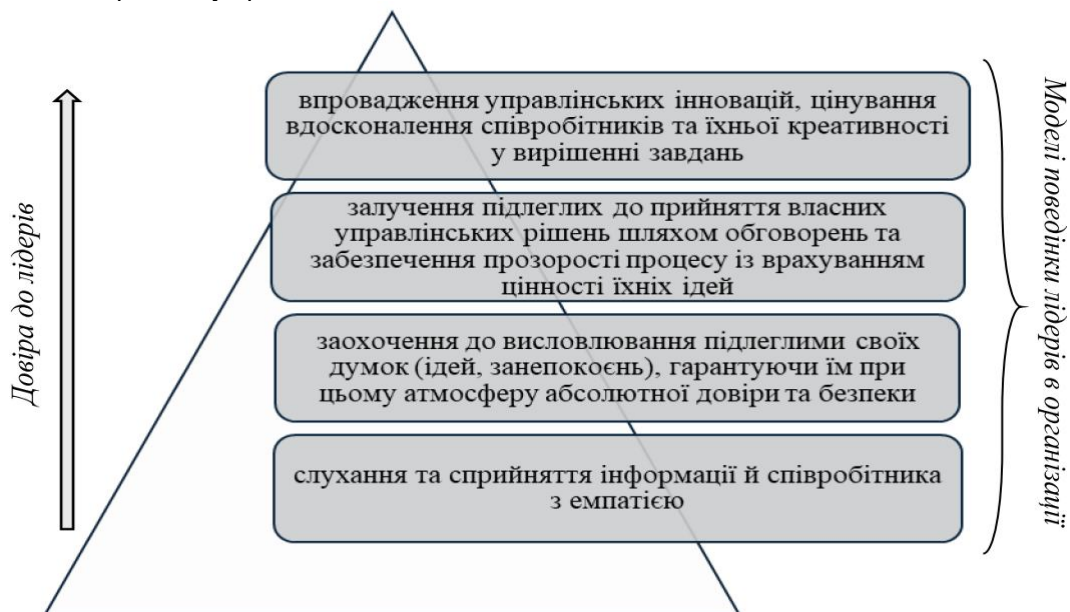 Довіра до лідерів
впровадження управлінських інновацій, цінування
вдосконалення співробітників та їхньої креативності
у вирішенні завдань
залучення підлеглих до прийняття власних
управлінських рішень шляхом обговорень та
забезпечення прозорості процесу із врахуванням
цінності їхніх ідей
заохочення до висловлювання підлеглими своїх
думок (ідей, занепокоєнь), гарантуючи їм при
цьому атмосферу абсолютної довіри та безпеки
слухання та сприйняття інформації й співробітника
з емпатією
Моделі поведінки лідерів в організації